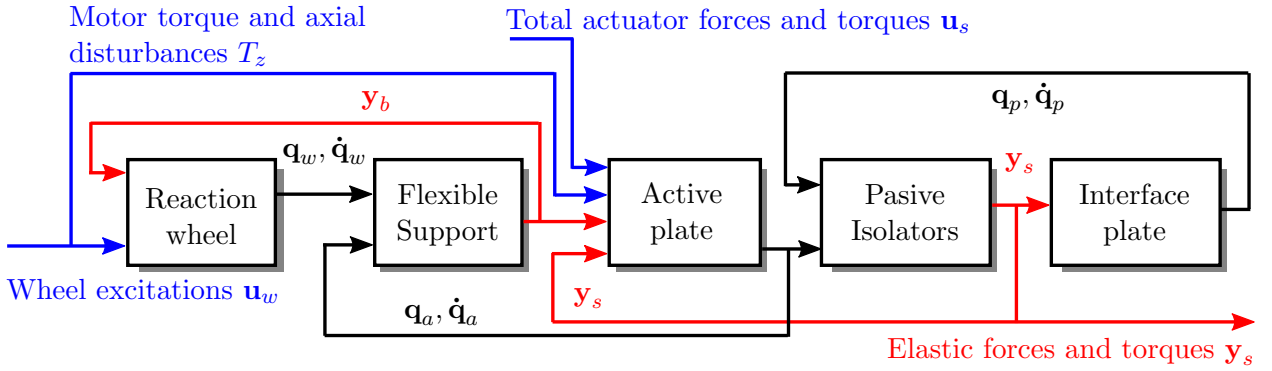 Motor torque and axial
disturbances T_z
Total actuator forces and torques u_s
y_b
q_p, q̇_p
q_w, q̇_w
y_s
Reaction
wheel
Flexible
Support
Active
plate
Pasive
Isolators
Interface
plate
Wheel excitations u_w
y_s
q_a, q̇_a
Elastic forces and torques y_s